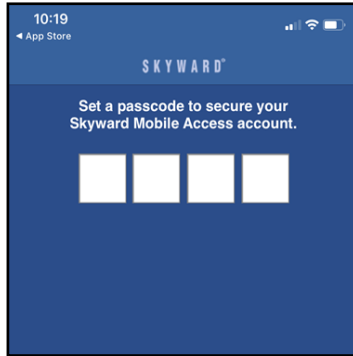 10:19
◀ App Store
SKYWARD®
Set a passcode to secure your
Skyward Mobile Access account.